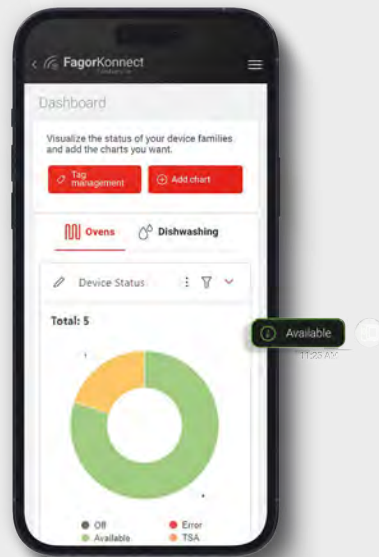 FagorKonnect
Dashboard
Visualize the status of your device families
and add the charts you want.
Tag
management
Add chart
Ovens
Dishwashing
Device Status
Total: 5
Available
11:23 AM
Off
Error
Available
TSA